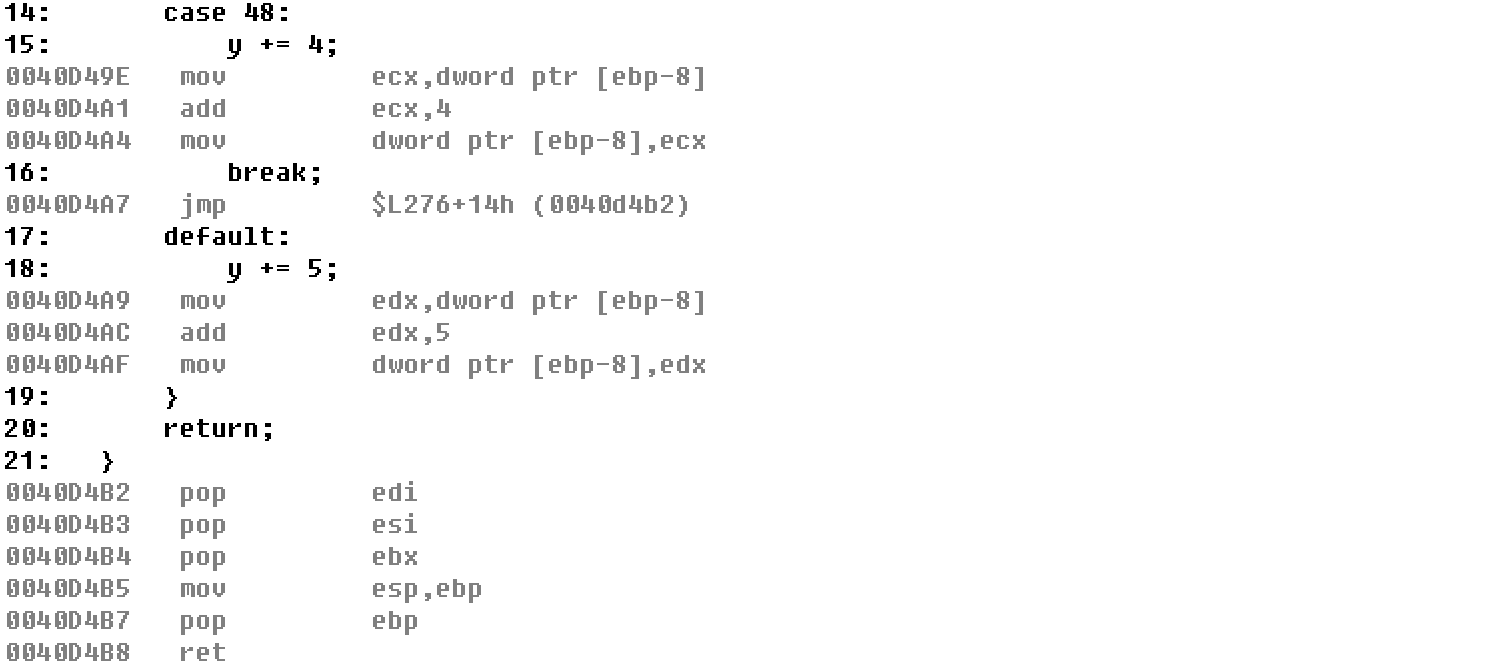 14:       case 48:
15:           y += 4;
0040D49E   mov         ecx,dword ptr [ebp-8]
0040D4A1   add         ecx,4
0040D4A4   mov         dword ptr [ebp-8],ecx
16:           break;
0040D4A7   jmp         $L276+14h (0040d4b2)
17:       default:
18:           y += 5;
0040D4A9   mov         edx,dword ptr [ebp-8]
0040D4AC   add         edx,5
0040D4AF   mov         dword ptr [ebp-8],edx
19:       }
20:       return;
21:   }
0040D4B2   pop         edi
0040D4B3   pop         esi
0040D4B4   pop         ebx
0040D4B5   mov         esp,ebp
0040D4B7   pop         ebp
0040D4B8   ret